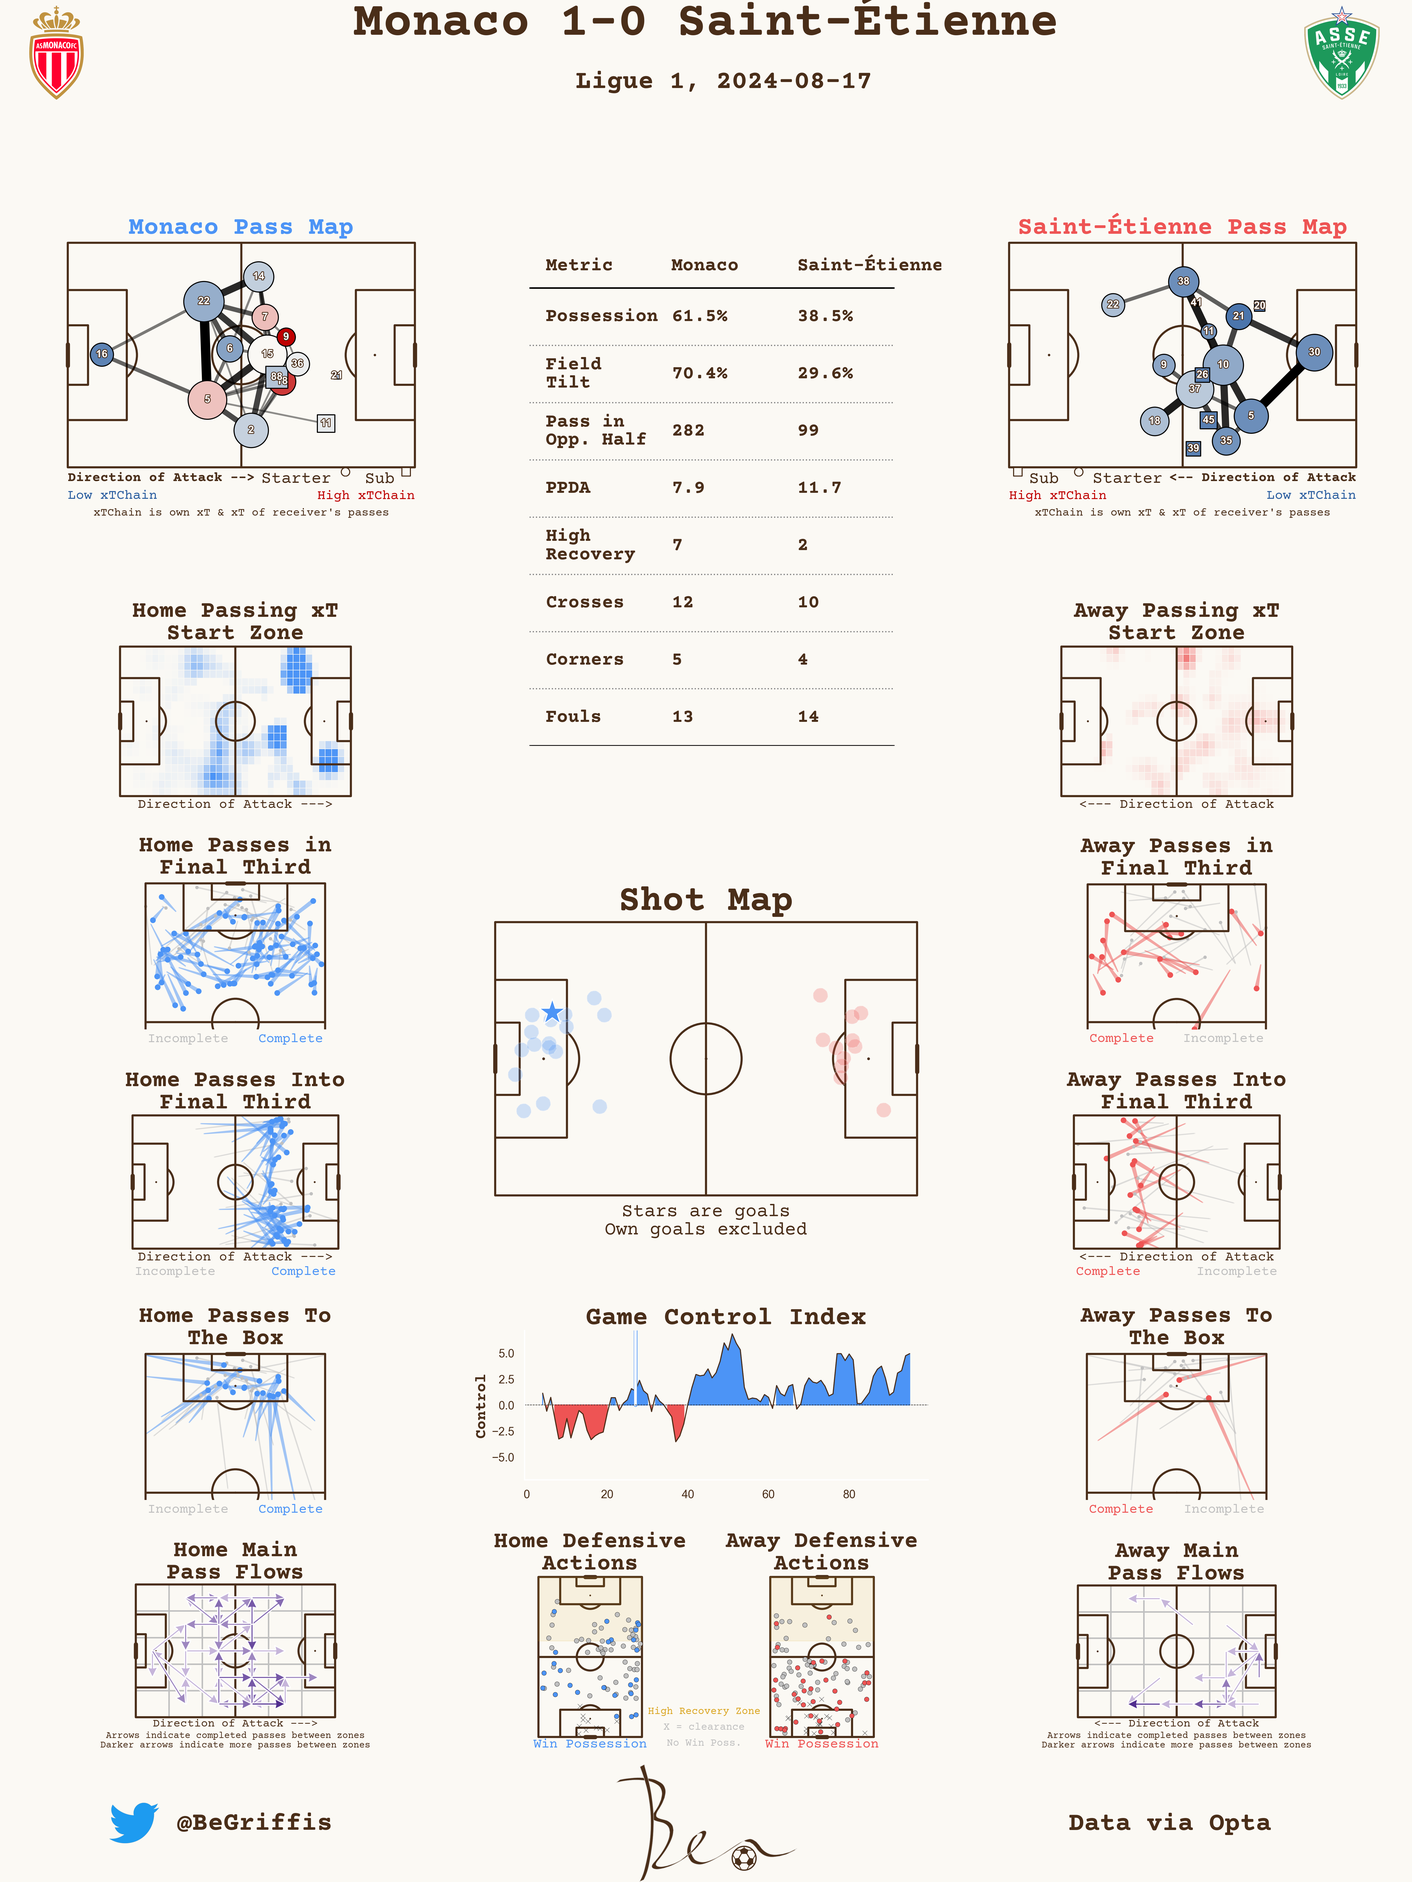 Monaco 1-0 Saint-Étienne
Ligue 1, 2024-08-17
AS MONACO FC
ASSE
SAINT-ÉTIENNE
LOIRE
Monaco Pass Map
14
22
7
9
6
15
36
16
88
18
21
5
11
2
Direction of Attack --> Starter Sub
Low xTChain High xTChain
xTChain is own xT & xT of receiver's passes
Metric Monaco Saint-Étienne
Possession 61.5% 38.5%
Field Tilt 70.4% 29.6%
Pass in Opp. Half 282 99
PPDA 7.9 11.7
High Recovery 7 2
Crosses 12 10
Corners 5 4
Fouls 13 14
Saint-Étienne Pass Map
38
22
41
20
21
11
30
9
10
26
37
18
45
5
35
39
Sub Starter <-- Direction of Attack
High xTChain Low xTChain
xTChain is own xT & xT of receiver's passes
Home Passing xT
Start Zone
Direction of Attack --->
Away Passing xT
Start Zone
<--- Direction of Attack
Home Passes in
Final Third
Incomplete Complete
Away Passes in
Final Third
Complete Incomplete
Shot Map
Stars are goals
Own goals excluded
Home Passes Into
Final Third
Direction of Attack --->
Incomplete Complete
Away Passes Into
Final Third
<--- Direction of Attack
Complete Incomplete
Home Passes To
The Box
Incomplete Complete
Game Control Index
Control
5.0
2.5
0.0
−2.5
−5.0
0 20 40 60 80
Away Passes To
The Box
Complete Incomplete
Home Main
Pass Flows
Direction of Attack --->
Arrows indicate completed passes between zones
Darker arrows indicate more passes between zones
Home Defensive
Actions
Win Possession
Away Defensive
Actions
Win Possession
High Recovery Zone
X = clearance
No Win Poss.
Away Main
Pass Flows
<--- Direction of Attack
Arrows indicate completed passes between zones
Darker arrows indicate more passes between zones
@BeGriffis
Ben
Data via Opta